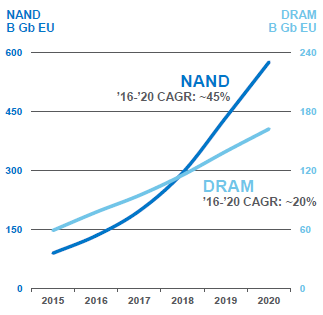 NAND
B Gb EU
DRAM
B Gb EU
600
450
300
150
0
240
180
120
60
0
NAND
’16-’20 CAGR: ~45%
DRAM
’16-’20 CAGR: ~20%
2015 2016 2017 2018 2019 2020